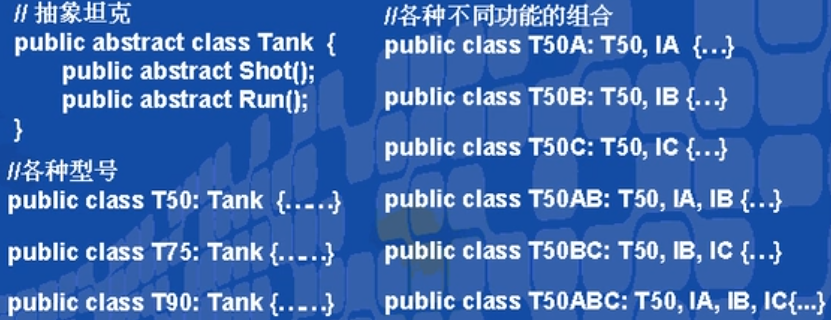 // 抽象坦克
public abstract class Tank {
public abstract Shot();
public abstract Run();
}
//各种型号
public class T50: Tank {......}
public class T75: Tank {......}
public class T90: Tank {......}
//各种不同功能的组合
public class T50A: T50, IA {...}
public class T50B: T50, IB {...}
public class T50C: T50, IC {...}
public class T50AB: T50, IA, IB {...}
public class T50BC: T50, IB, IC {...}
public class T50ABC: T50, IA, IB, IC{...}